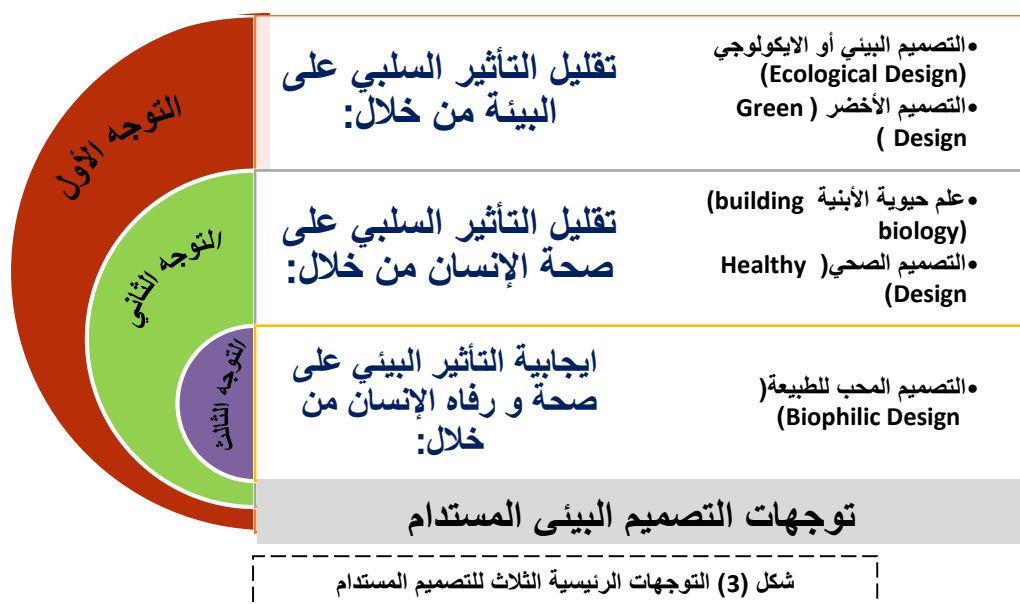 التوجه الأول
تقليل التأثير السلبي على
البيئة من خلال:
•التصميم البيئي أو الايكولوجي
(Ecological Design)
•التصميم الأخضر ( Green
Design )
التوجه الثاني
تقليل التأثير السلبي على
صحة الإنسان من خلال:
•علم حيوية الأبنية (building
biology)
•التصميم الصحي( Healthy
Design)
التوجه الثالث
ايجابية التأثير البيئي على
صحة و رفاه الإنسان من
خلال:
•التصميم المحب للطبيعة(
Biophilic Design)
توجهات التصميم البيئى المستدام
شكل (3) التوجهات الرئيسية الثلاث للتصميم المستدام